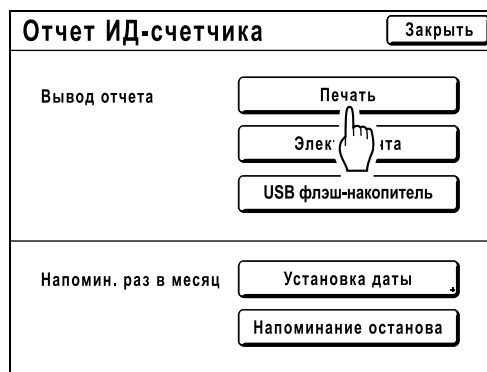 Отчет ИД-счетчика
Закрыть
Вывод отчета
Печать
USB флэш-накопитель
Напомин. раз в месяц
Установка даты
Напоминание останова